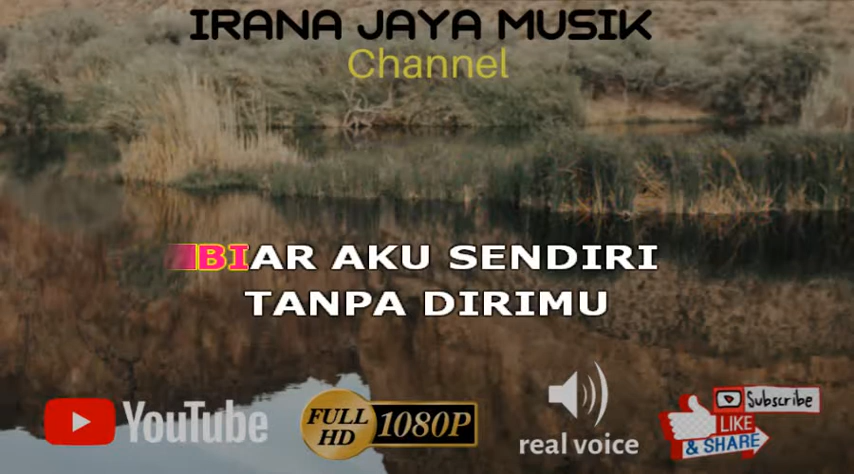 IRANA JAYA MUSIK
Channel
BIAR AKU SENDIRI
TANPA DIRIMU
YouTube
FULL HD 1080P
real voice
Subscribe
LIKE
& SHARE